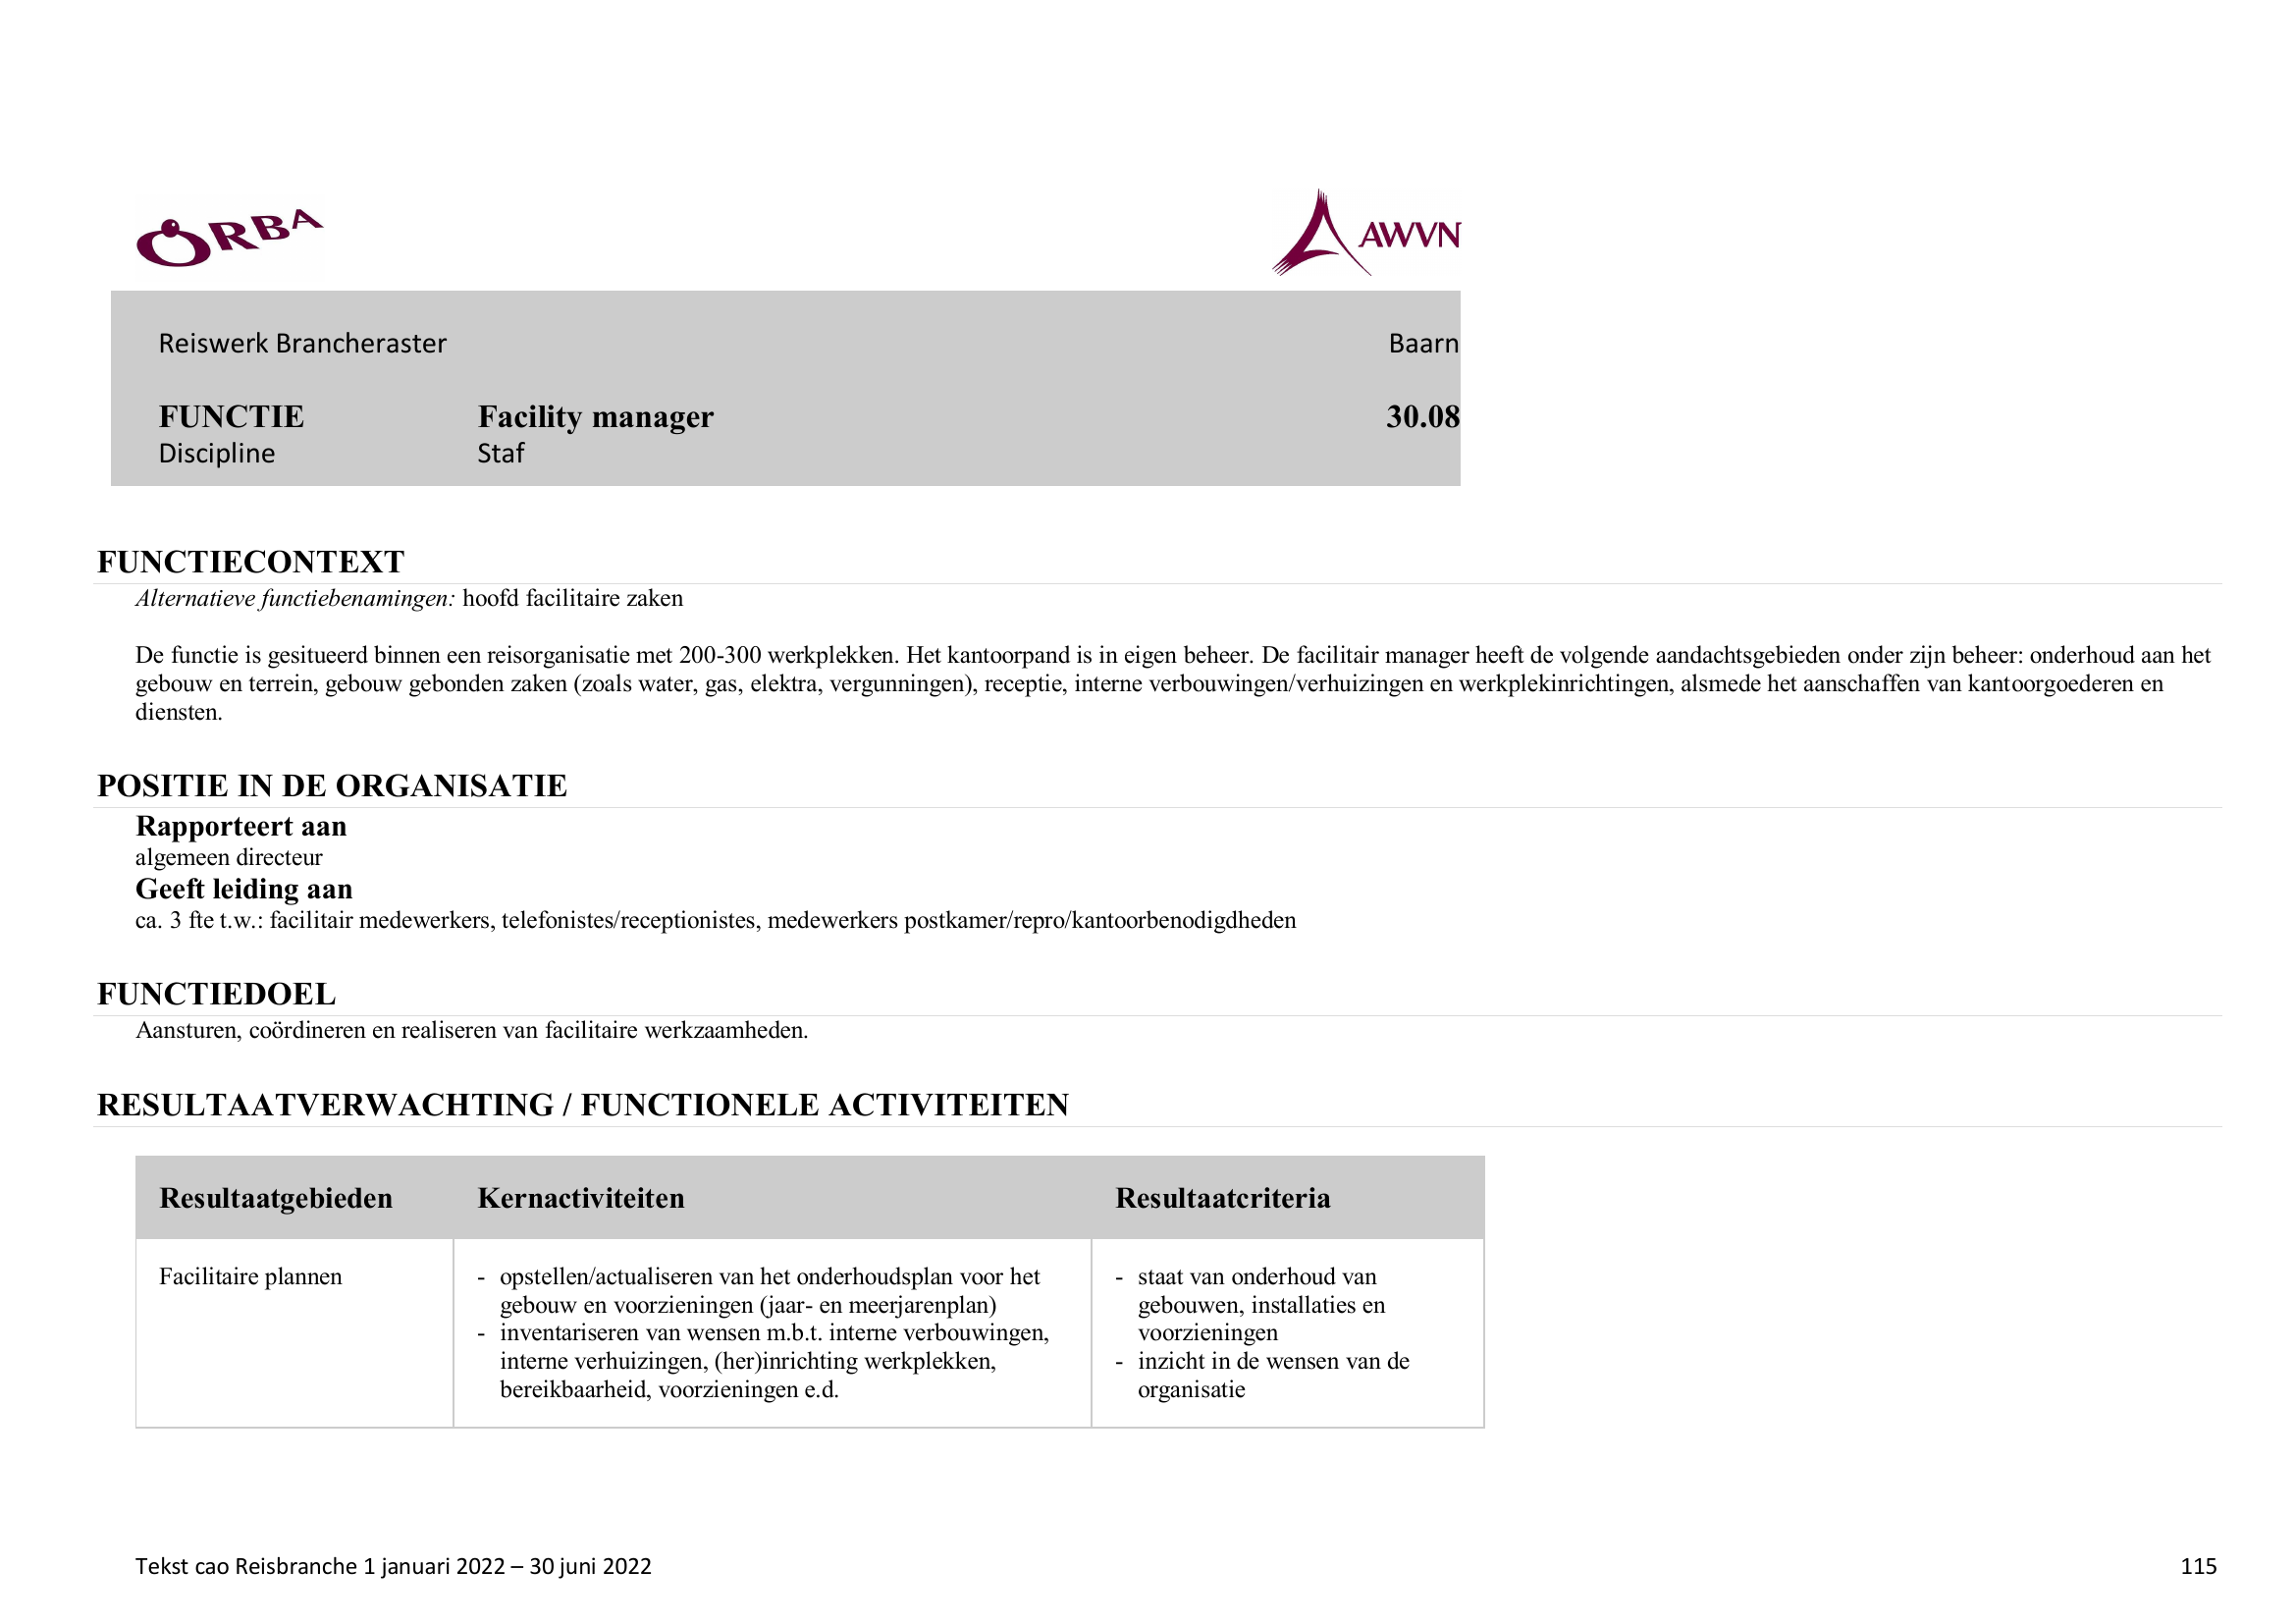 ORBA
AWVN
Reiswerk Brancheraster Baarn
FUNCTIE Facility manager 30.08
Discipline Staf
FUNCTIECONTEXT
Alternatieve functiebenamingen: hoofd facilitaire zaken
De functie is gesitueerd binnen een reisorganisatie met 200-300 werkplekken. Het kantoorpand is in eigen beheer. De facilitair manager heeft de volgende aandachtsgebieden onder zijn beheer: onderhoud aan het
gebouw en terrein, gebouw gebonden zaken (zoals water, gas, elektra, vergunningen), receptie, interne verbouwingen/verhuizingen en werkplekinrichtingen, alsmede het aanschaffen van kantoorgoederen en
diensten.
POSITIE IN DE ORGANISATIE
Rapporteert aan
algemeen directeur
Geeft leiding aan
ca. 3 fte t.w.: facilitair medewerkers, telefonistes/receptionistes, medewerkers postkamer/repro/kantoorbenodigdheden
FUNCTIEDOEL
Aansturen, coördineren en realiseren van facilitaire werkzaamheden.
RESULTAATVERWACHTING / FUNCTIONELE ACTIVITEITEN
Resultaatgebieden Kernactiviteiten Resultaatcriteria
Facilitaire plannen
- opstellen/actualiseren van het onderhoudsplan voor het
gebouw en voorzieningen (jaar- en meerjarenplan)
- inventariseren van wensen m.b.t. interne verbouwingen,
interne verhuizingen, (her)inrichting werkplekken,
bereikbaarheid, voorzieningen e.d.
- staat van onderhoud van
gebouwen, installaties en
voorzieningen
- inzicht in de wensen van de
organisatie
Tekst cao Reisbranche 1 januari 2022 – 30 juni 2022 115